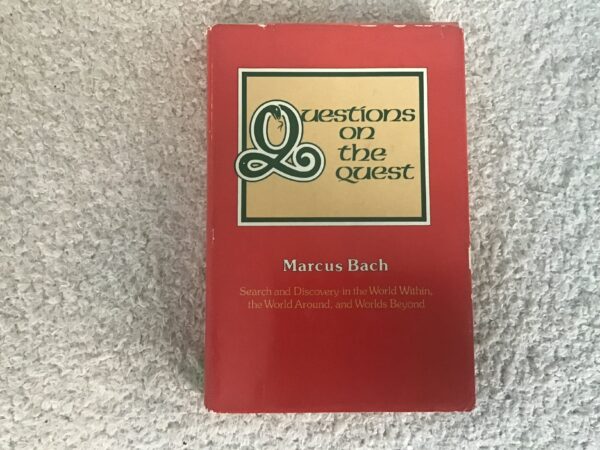 Questions
on
the
Quest
Marcus Bach
Search and Discovery in the World Within,
the World Around, and Worlds Beyond